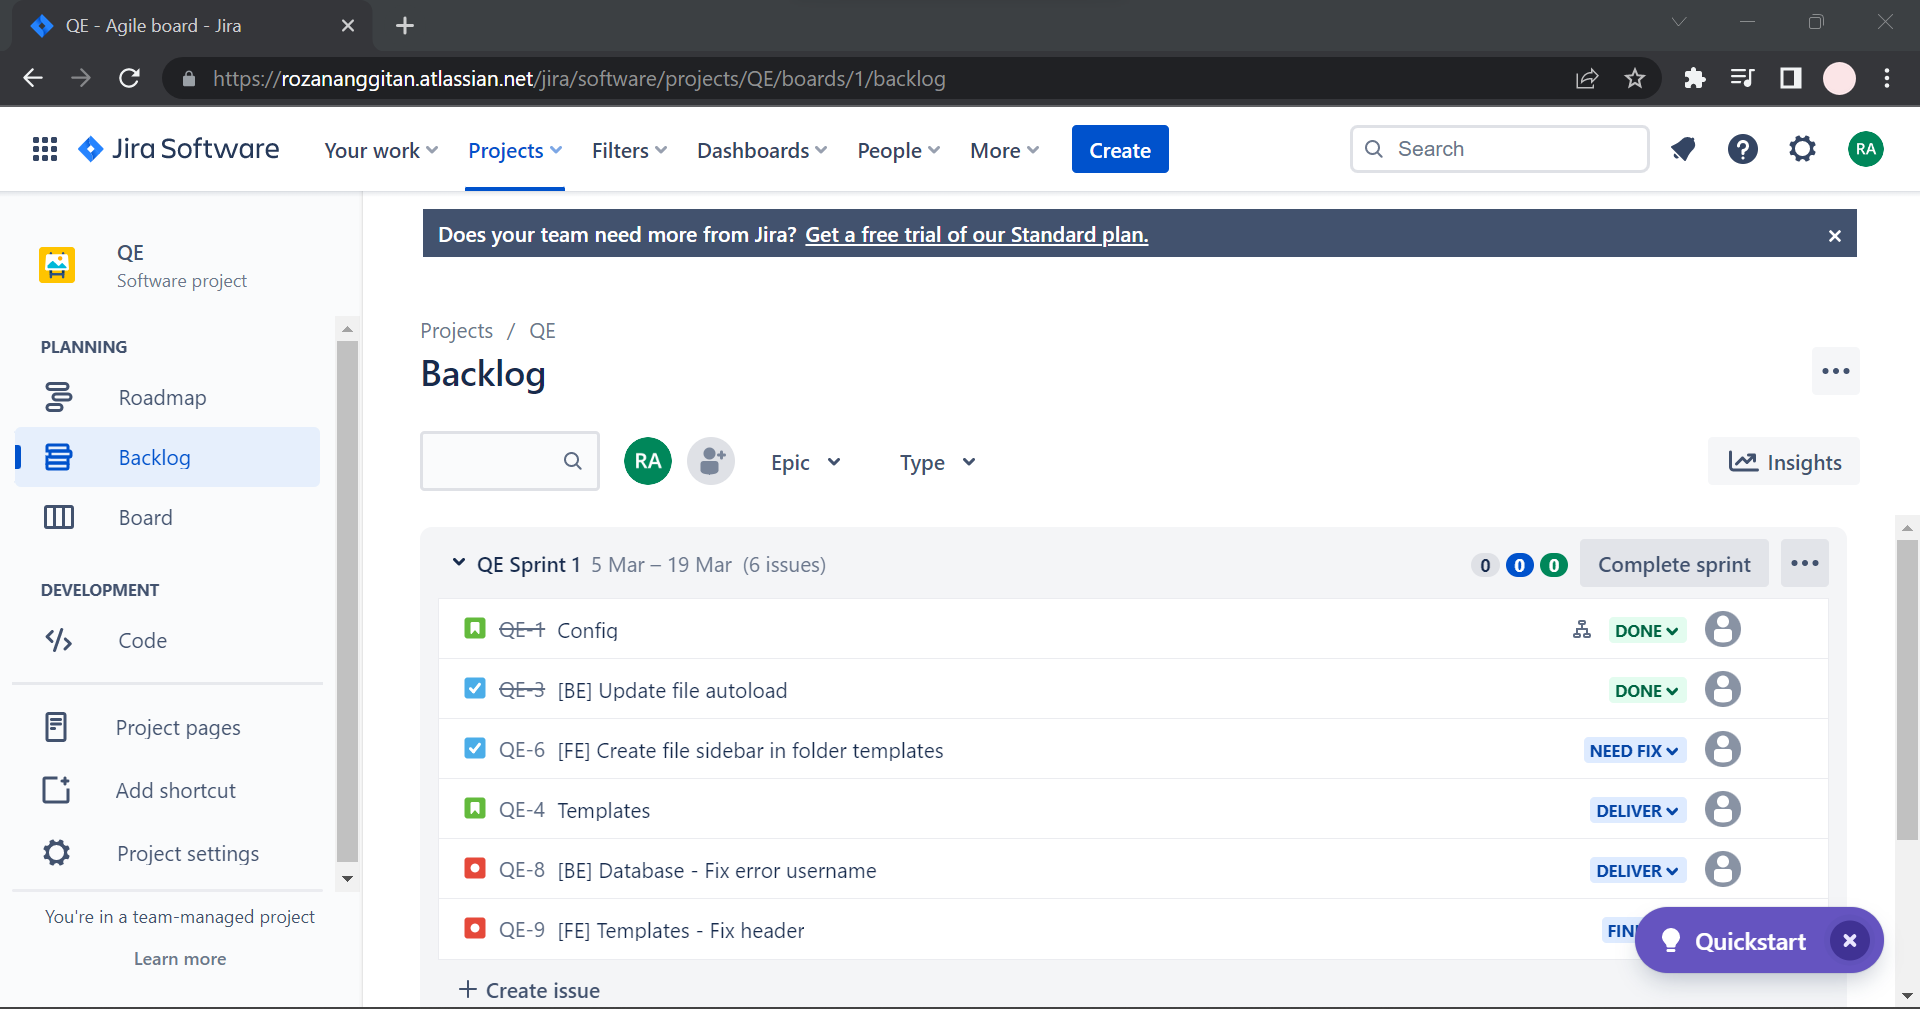 QE - Agile board - Jira
https://rozananggitan.atlassian.net/jira/software/projects/QE/boards/1/backlog
Jira Software Your work Projects Filters Dashboards People More Create Search RA
Does your team need more from Jira? Get a free trial of our Standard plan.
QE
Software project
PLANNING
Roadmap
Backlog
Board
DEVELOPMENT
Code
Project pages
Add shortcut
Project settings
You're in a team-managed project
Learn more
Projects / QE
Backlog
RA Epic Type Insights
QE Sprint 1 5 Mar – 19 Mar (6 issues) 0 0 0 Complete sprint
QE-1 Config DONE
QE-3 [BE] Update file autoload DONE
QE-6 [FE] Create file sidebar in folder templates NEED FIX
QE-4 Templates DELIVER
QE-8 [BE] Database - Fix error username DELIVER
QE-9 [FE] Templates - Fix header
Quickstart
Create issue